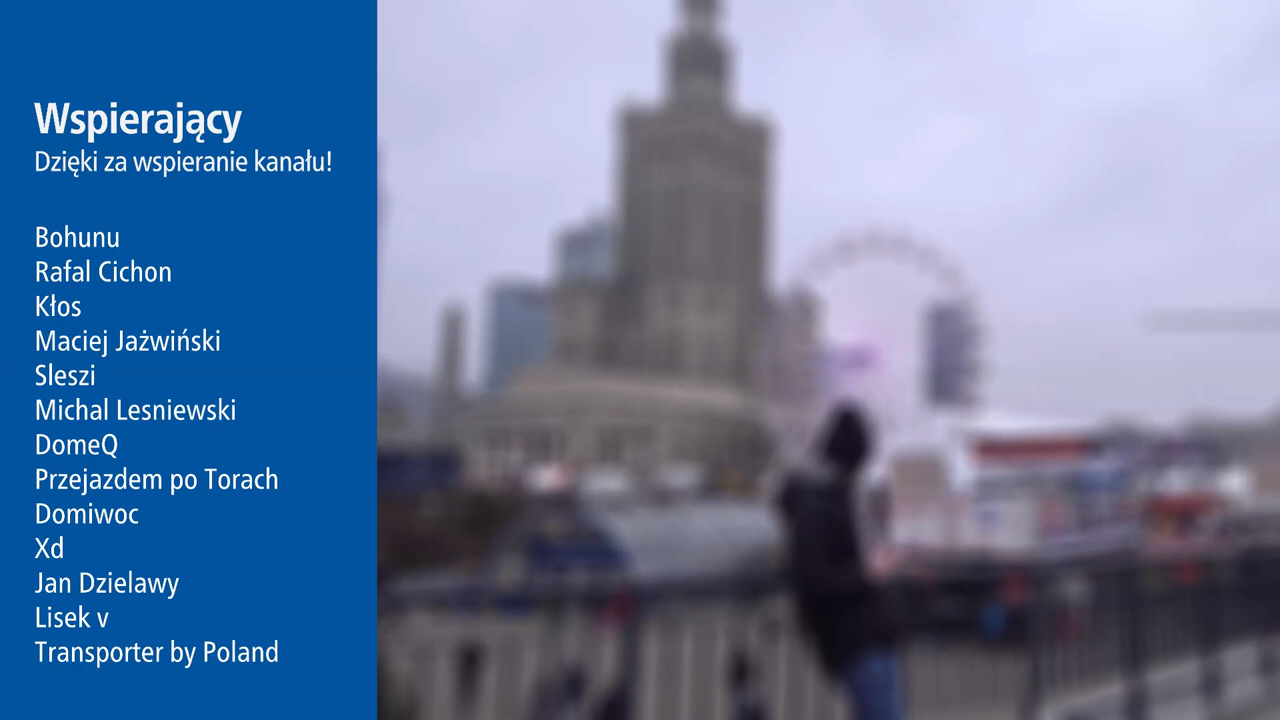 Wspierający
Dzięki za wspieranie kanału!
Bohunu
Rafal Cichon
Kłos
Maciej Jażwiński
Sleszi
Michal Lesniewski
DomeQ
Przejazdem po Torach
Domiwoc
Xd
Jan Dzielawy
Lisek v
Transporter by Poland